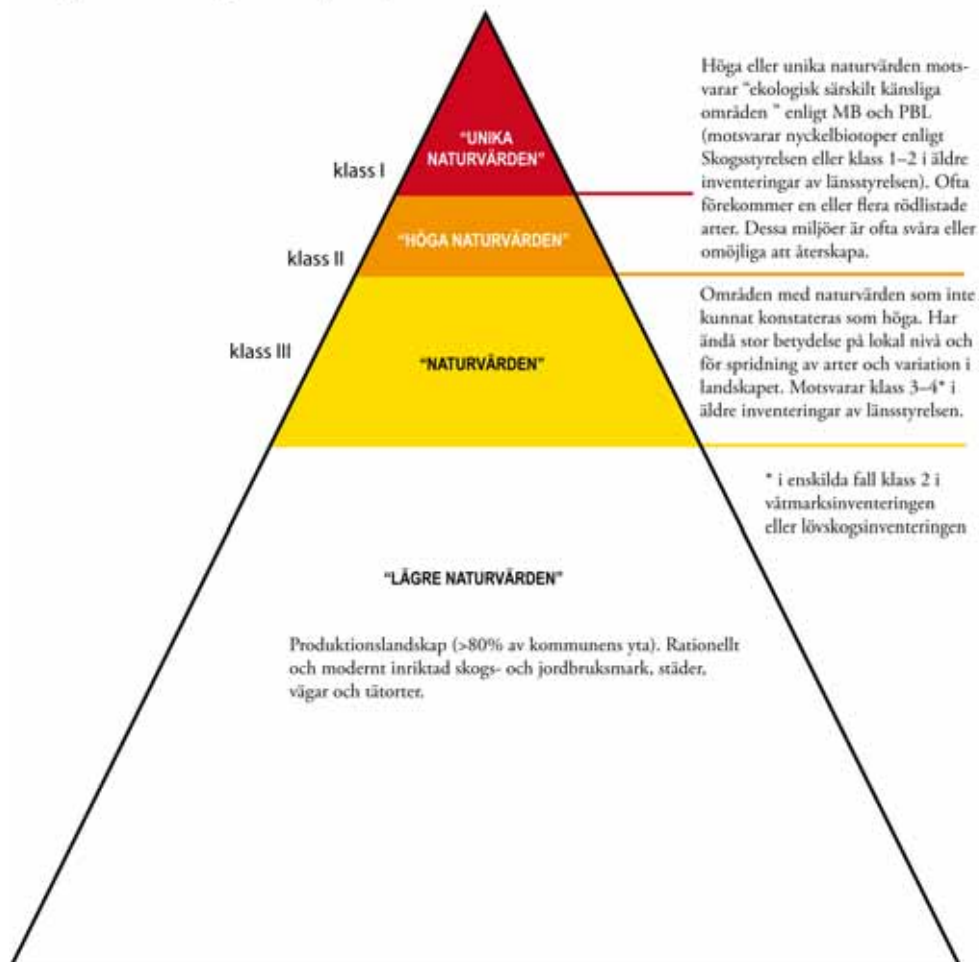 Höga eller unika naturvärden mots-
varar "ekologisk särskilt känsliga
områden " enligt MB och PBL
(motsvarar nyckelbiotoper enligt
Skogsstyrelsen eller klass 1–2 i äldre
inventeringar av länsstyrelsen). Ofta
förekommer en eller flera rödlistade
arter. Dessa miljöer är ofta svåra eller
omöjliga att återskapa.
klass I
"UNIKA
NATURVÄRDEN"
klass II
"HÖGA NATURVÄRDEN"
Områden med naturvärden som inte
kunnat konstateras som höga. Har
ändå stor betydelse på lokal nivå och
för spridning av arter och variation i
landskapet. Motsvarar klass 3–4* i
äldre inventeringar av länsstyrelsen.
klass III
"NATURVÄRDEN"
* i enskilda fall klass 2 i
våtmarksinventeringen
eller lövskogsinventeringen
"LÄGRE NATURVÄRDEN"
Produktionslandskap (>80% av kommunens yta). Rationellt
och modernt inriktad skogs- och jordbruksmark, städer,
vägar och tätorter.